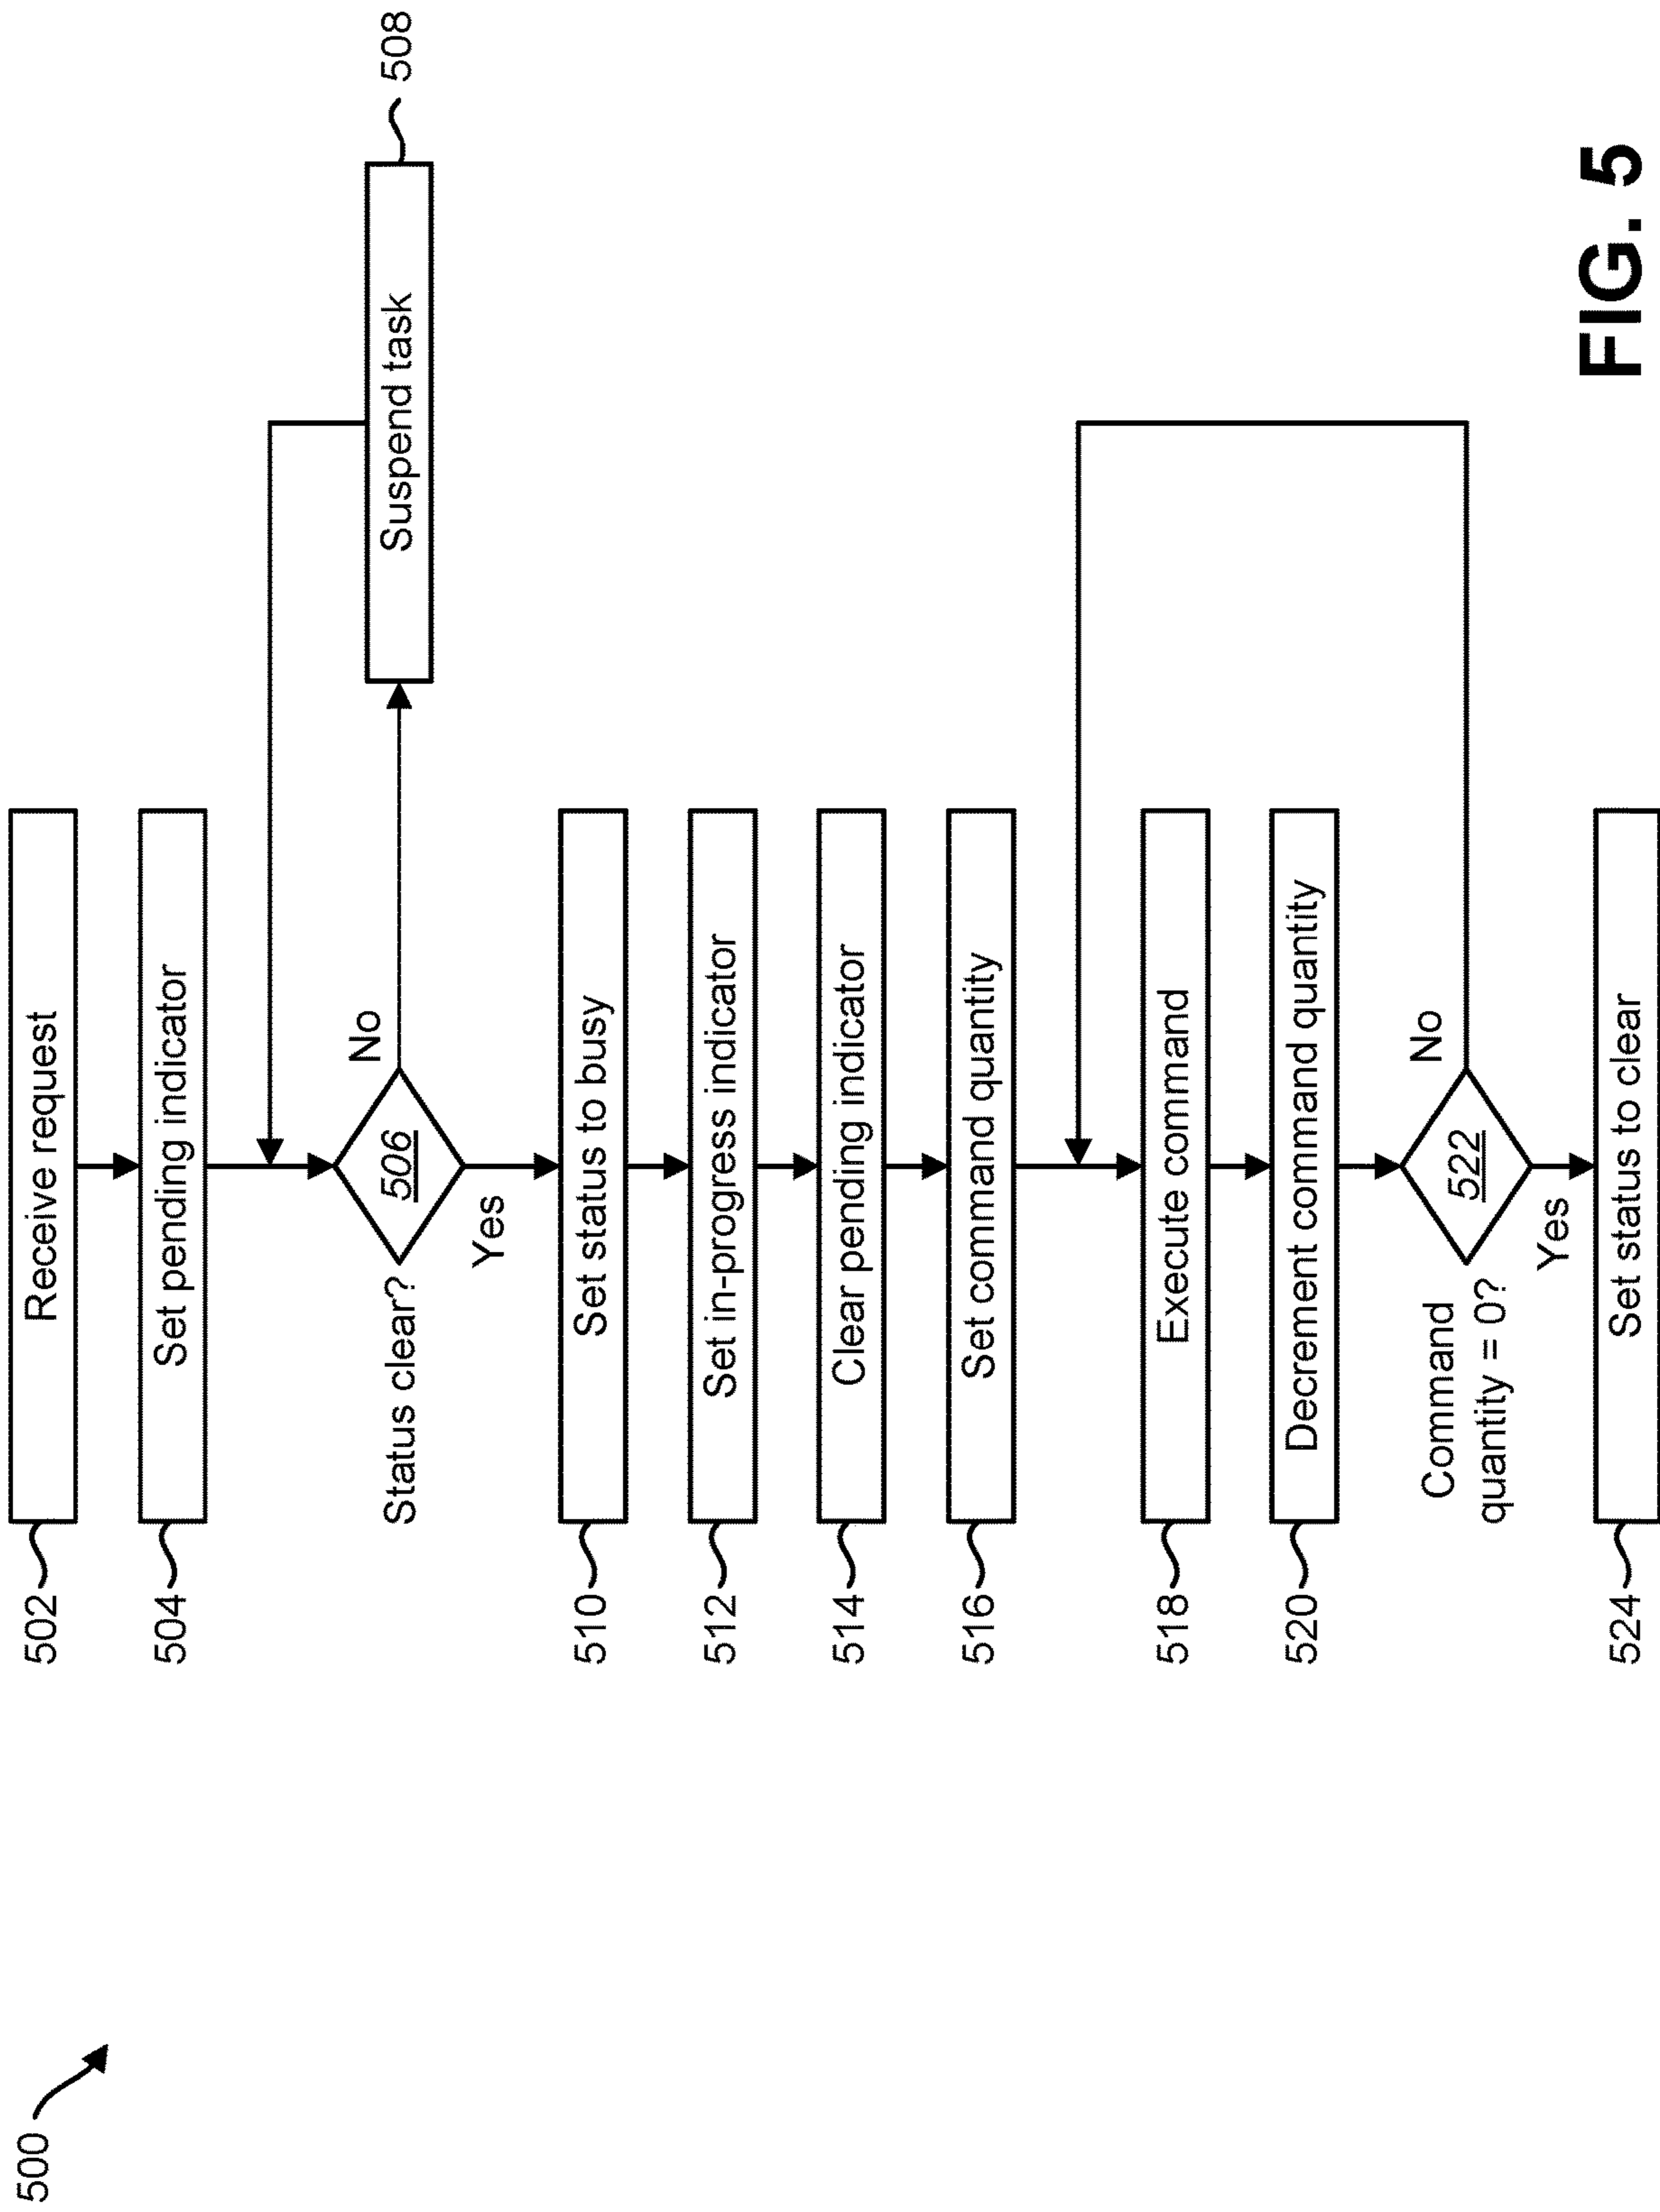 500
502
Receive request
504
Set pending indicator
Status clear?
506
No
Suspend task
508
Yes
510
Set status to busy
512
Set in-progress indicator
514
Clear pending indicator
516
Set command quantity
518
Execute command
520
Decrement command quantity
Command
quantity = 0?
522
No
Yes
524
Set status to clear
FIG. 5